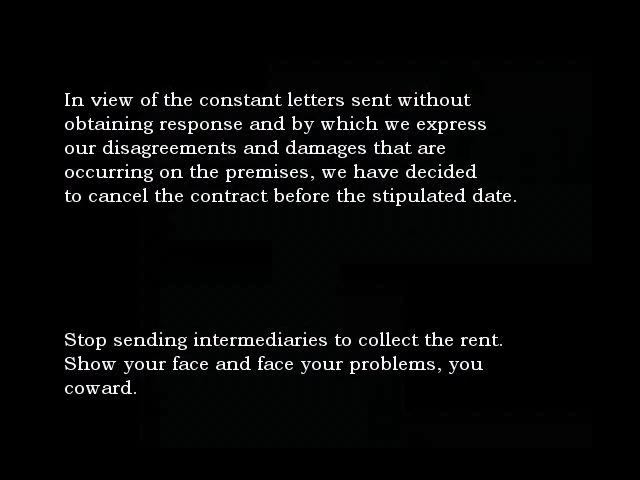 In view of the constant letters sent without
obtaining response and by which we express
our disagreements and damages that are
occurring on the premises, we have decided
to cancel the contract before the stipulated date.
Stop sending intermediaries to collect the rent.
Show your face and face your problems, you
coward.